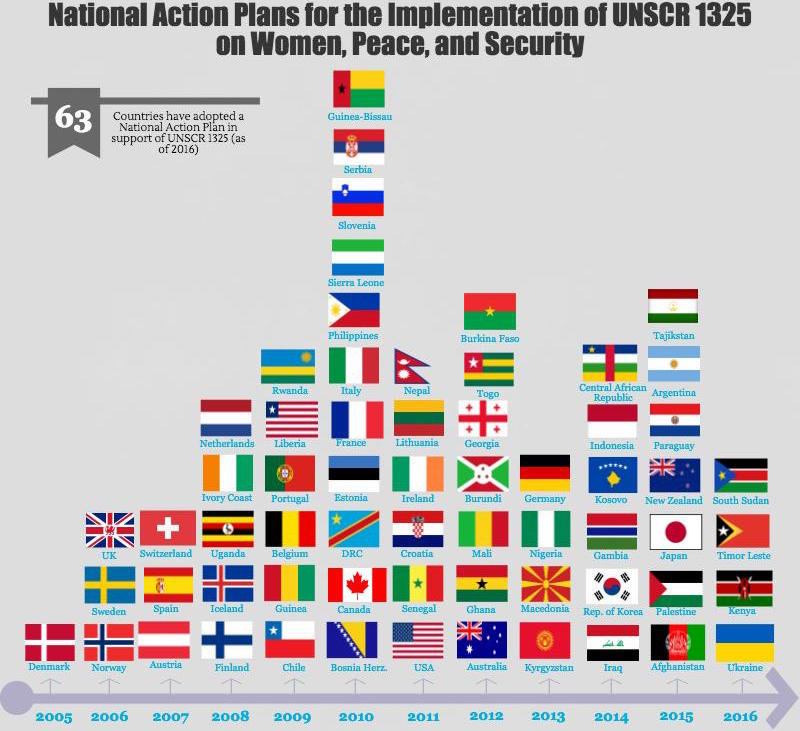 National Action Plans for the Implementation of UNSCR 1325
on Women, Peace, and Security
63
Countries have adopted a
National Action Plan in
support of UNSCR 1325 (as
of 2016)
Guinea-Bissau
Serbia
Slovenia
Sierra Leone
Philippines Burkina Faso Tajikstan
Rwanda Italy Nepal Togo Central African
Republic Argentina
Netherlands Liberia France Lithuania Georgia Indonesia Paraguay
Ivory Coast Portugal Estonia Ireland Burundi Germany Kosovo New Zealand South Sudan
UK Switzerland Uganda Belgium DRC Croatia Mali Nigeria Gambia Japan Timor Leste
Sweden Spain Iceland Guinea Canada Senegal Ghana Macedonia Rep. of Korea Palestine Kenya
Denmark Norway Austria Finland Chile Bosnia Herz. USA Australia Kyrgyzstan Iraq Afghanistan Ukraine
2005 2006 2007 2008 2009 2010 2011 2012 2013 2014 2015 2016